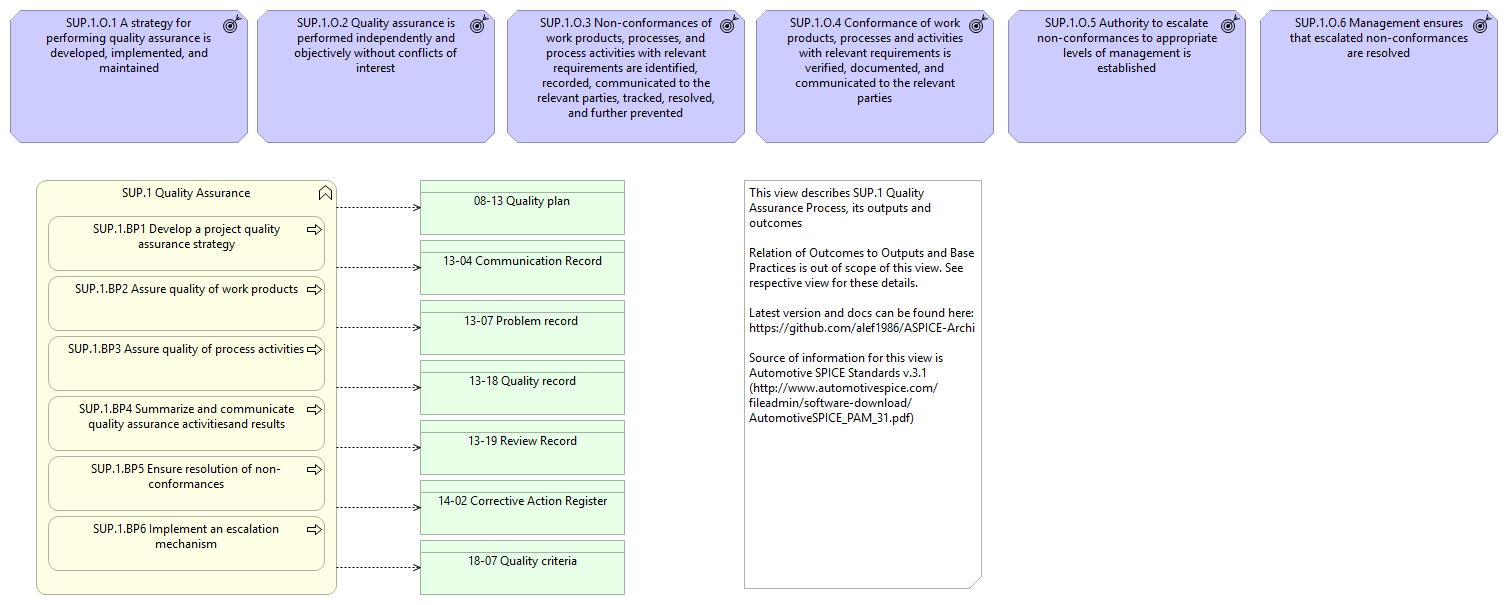 SUP.1.O.1 A strategy for
performing quality assurance is
developed, implemented, and
maintained
SUP.1.O.2 Quality assurance is
performed independently and
objectively without conflicts of
interest
SUP.1.O.3 Non-conformances of
work products, processes, and
process activities with relevant
requirements are identified,
recorded, communicated to the
relevant parties, tracked, resolved,
and further prevented
SUP.1.O.4 Conformance of work
products, processes and activities
with relevant requirements is
verified, documented, and
communicated to the relevant
parties
SUP.1.O.5 Authority to escalate
non-conformances to appropriate
levels of management is
established
SUP.1.O.6 Management ensures
that escalated non-conformances
are resolved
SUP.1 Quality Assurance
SUP.1.BP1 Develop a project quality
assurance strategy
SUP.1.BP2 Assure quality of work products
SUP.1.BP3 Assure quality of process activities
SUP.1.BP4 Summarize and communicate
quality assurance activitiesand results
SUP.1.BP5 Ensure resolution of non-
conformances
SUP.1.BP6 Implement an escalation
mechanism
08-13 Quality plan
13-04 Communication Record
13-07 Problem record
13-18 Quality record
13-19 Review Record
14-02 Corrective Action Register
18-07 Quality criteria
This view describes SUP.1 Quality
Assurance Process, its outputs and
outcomes
Relation of Outcomes to Outputs and Base
Practices is out of scope of this view. See
respective view for these details.
Latest version and docs can be found here:
https://github.com/alef1986/ASPICE-Archi
Source of information for this view is
Automotive SPICE Standards v.3.1
(http://www.automotivespice.com/
fileadmin/software-download/
AutomotiveSPICE_PAM_31.pdf)